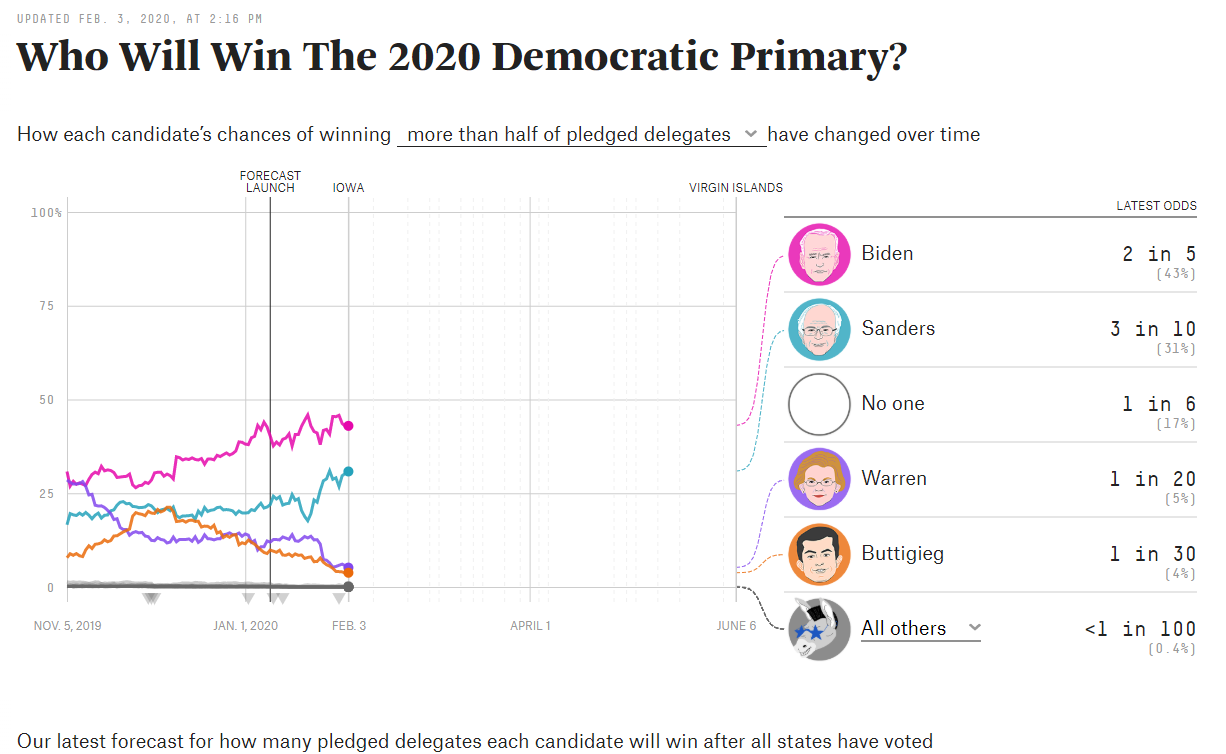 UPDATED FEB. 3, 2020, AT 2:16 PM
Who Will Win The 2020 Democratic Primary?
How each candidate's chances of winning more than half of pledged delegates have changed over time
FORECAST
LAUNCH
IOWA
VIRGIN ISLANDS
LATEST ODDS
100%
75
50
25
0
NOV. 5, 2019
JAN. 1, 2020
FEB. 3
APRIL 1
JUNE 6
Biden 2 in 5
(43%)
Sanders 3 in 10
(31%)
No one 1 in 6
(17%)
Warren 1 in 20
(5%)
Buttigieg 1 in 30
(4%)
All others <1 in 100
(0.4%)
Our latest forecast for how many pledged delegates each candidate will win after all states have voted